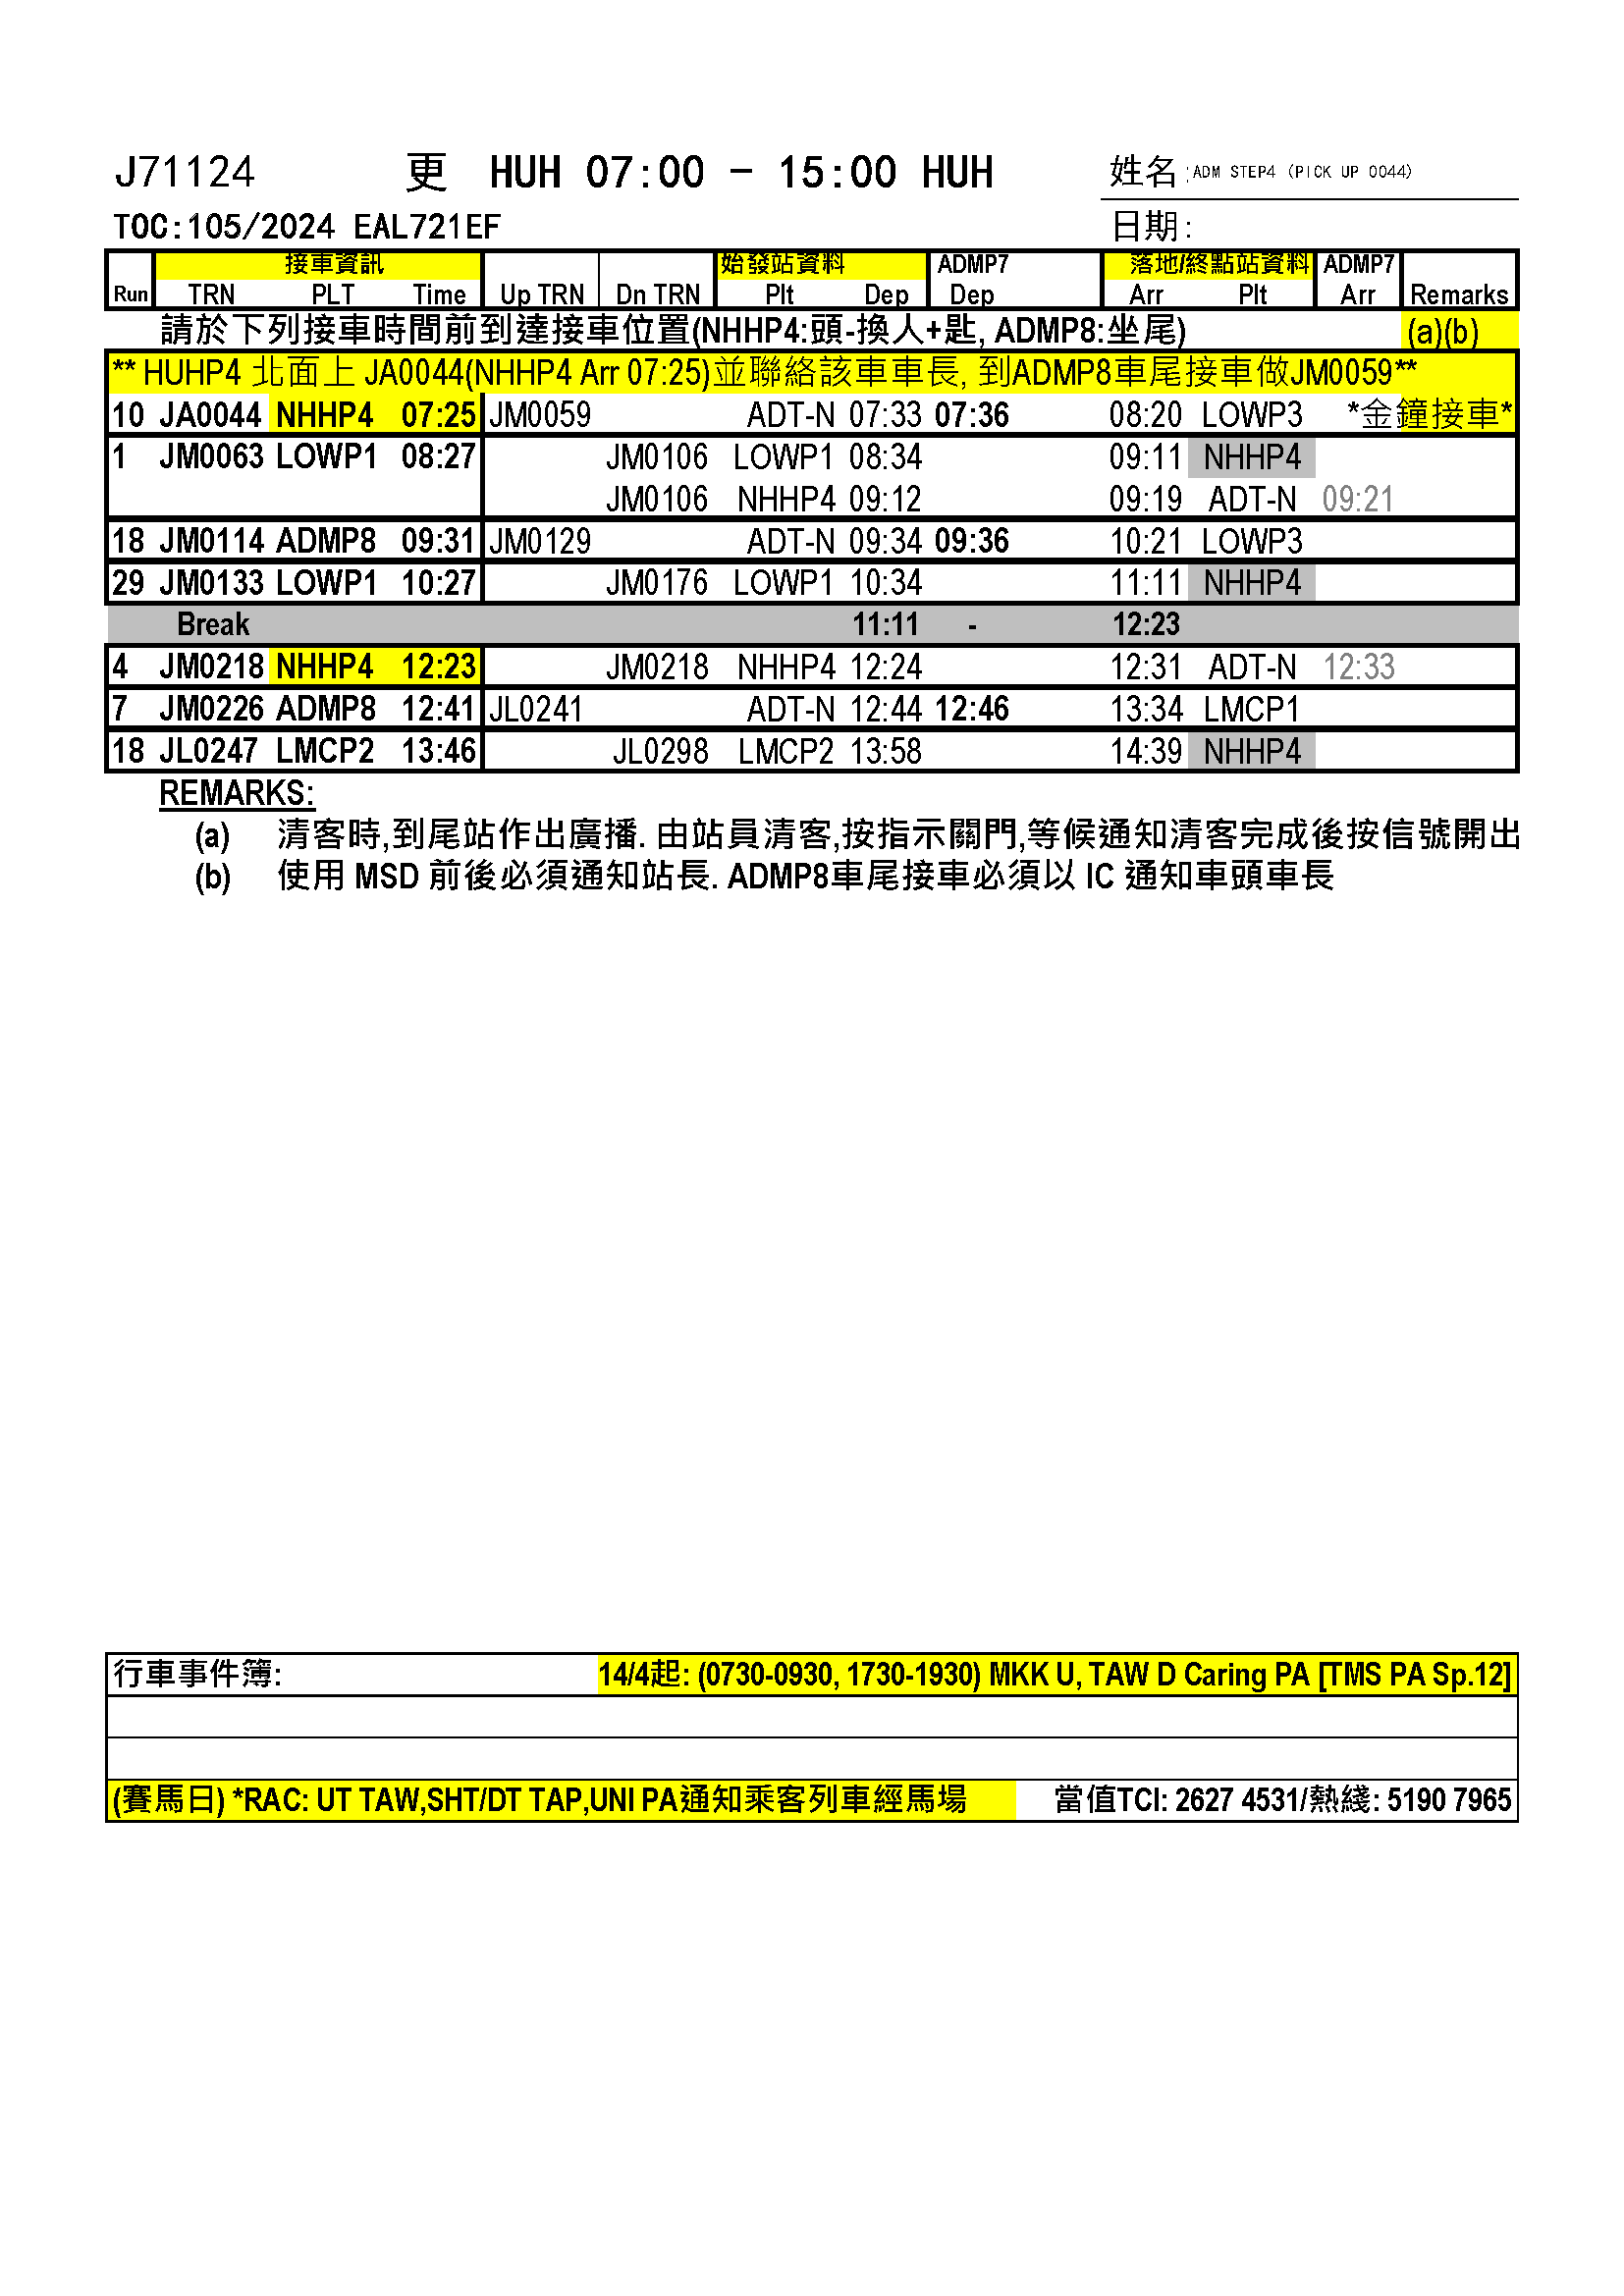 J71124 更 HUH 07:00 - 15:00 HUH 姓名:ADM STEP4 (PICK UP 0044)
TOC:105/2024 EAL721EF 日期:
接車資訊 始發站資料 ADMP7 落地/終點站資料 ADMP7
Run TRN PLT Time Up TRN Dn TRN Plt Dep Dep Arr Plt Arr Remarks
請於下列接車時間前到達接車位置(NHHP4:頭-換人+匙, ADMP8:坐尾) (a)(b)
** HUHP4 北面上 JA0044(NHHP4 Arr 07:25)並聯絡該車車長, 到ADMP8車尾接車做JM0059**
10 JA0044 NHHP4 07:25 JM0059 ADT-N 07:33 07:36 08:20 LOWP3 *金鐘接車*
1 JM0063 LOWP1 08:27 JM0106 LOWP1 08:34 09:11 NHHP4
JM0106 NHHP4 09:12 09:19 ADT-N 09:21
18 JM0114 ADMP8 09:31 JM0129 ADT-N 09:34 09:36 10:21 LOWP3
29 JM0133 LOWP1 10:27 JM0176 LOWP1 10:34 11:11 NHHP4
Break 11:11 - 12:23
4 JM0218 NHHP4 12:23 JM0218 NHHP4 12:24 12:31 ADT-N 12:33
7 JM0226 ADMP8 12:41 JL0241 ADT-N 12:44 12:46 13:34 LMCP1
18 JL0247 LMCP2 13:46 JL0298 LMCP2 13:58 14:39 NHHP4
REMARKS:
(a) 清客時,到尾站作出廣播. 由站員清客,按指示關門,等候通知清客完成後按信號開出
(b) 使用 MSD 前後必須通知站長. ADMP8車尾接車必須以 IC 通知車頭車長
行車事件簿: 14/4起: (0730-0930, 1730-1930) MKK U, TAW D Caring PA [TMS PA Sp.12]
(賽馬日) *RAC: UT TAW,SHT/DT TAP,UNI PA通知乘客列車經馬場 當值TCI: 2627 4531/熱綫: 5190 7965